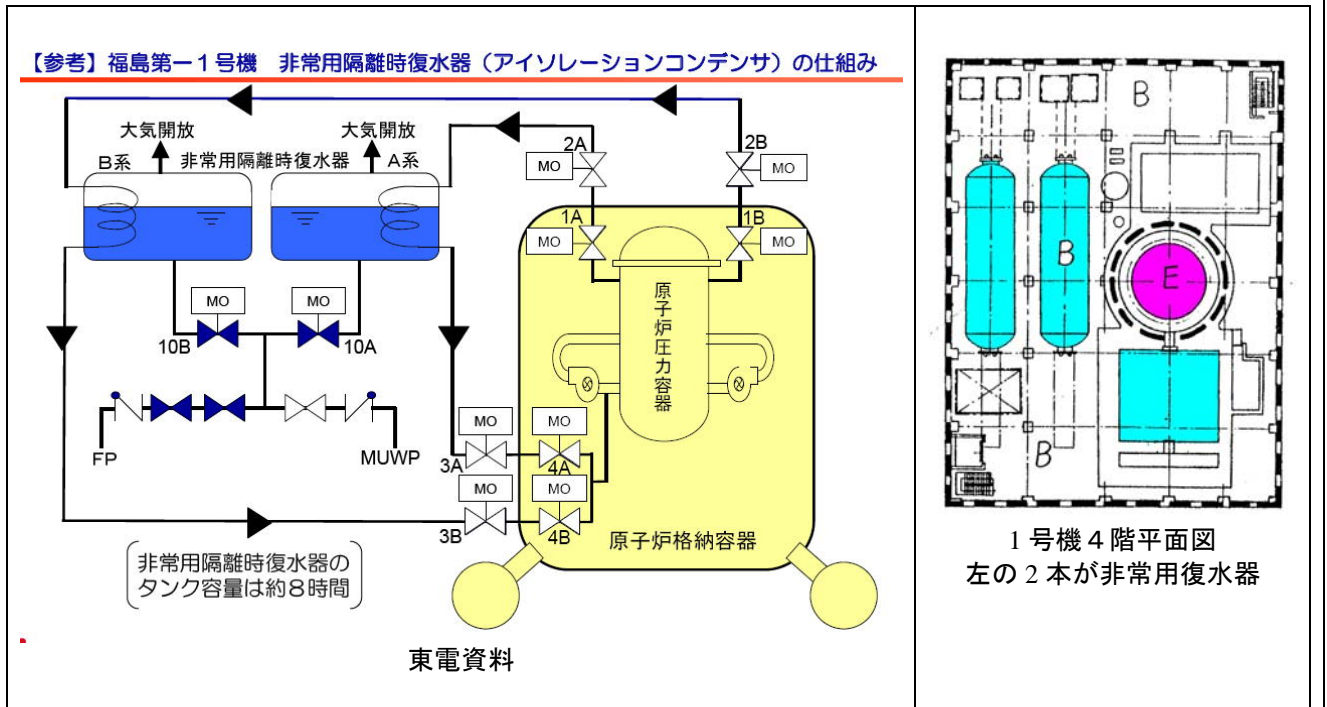 【参考】福島第一1号機　非常用隔離時復水器（アイソレーションコンデンサ）の仕組み
大気開放
大気開放
B系
非常用隔離時復水器
A系
2A
MO
2B
MO
1A
MO
1B
MO
原子炉圧力容器
MO
MO
10B
10A
FP
MUWP
MO
MO
3A
4A
MO
MO
3B
4B
原子炉格納容器
非常用隔離時復水器の
タンク容量は約8時間
東電資料
B
B
E
B
1号機4階平面図
左の2本が非常用復水器